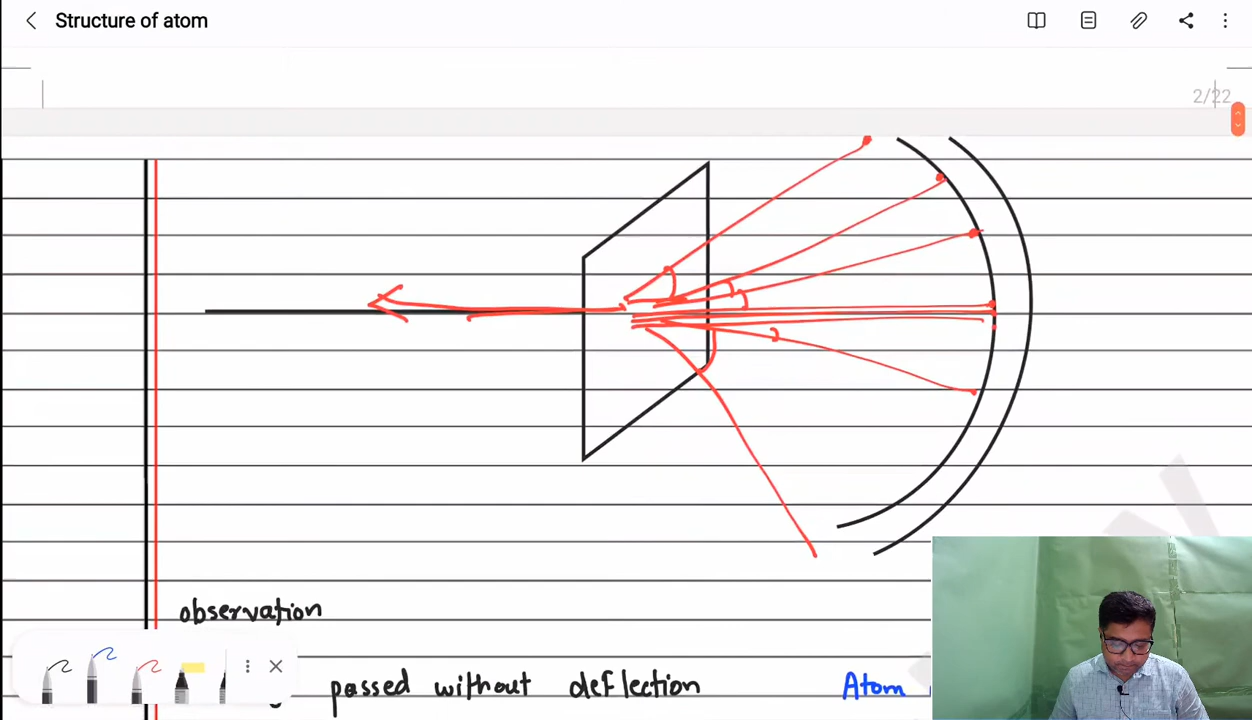 Structure of atom
2/22
observation
passed without deflection Atom